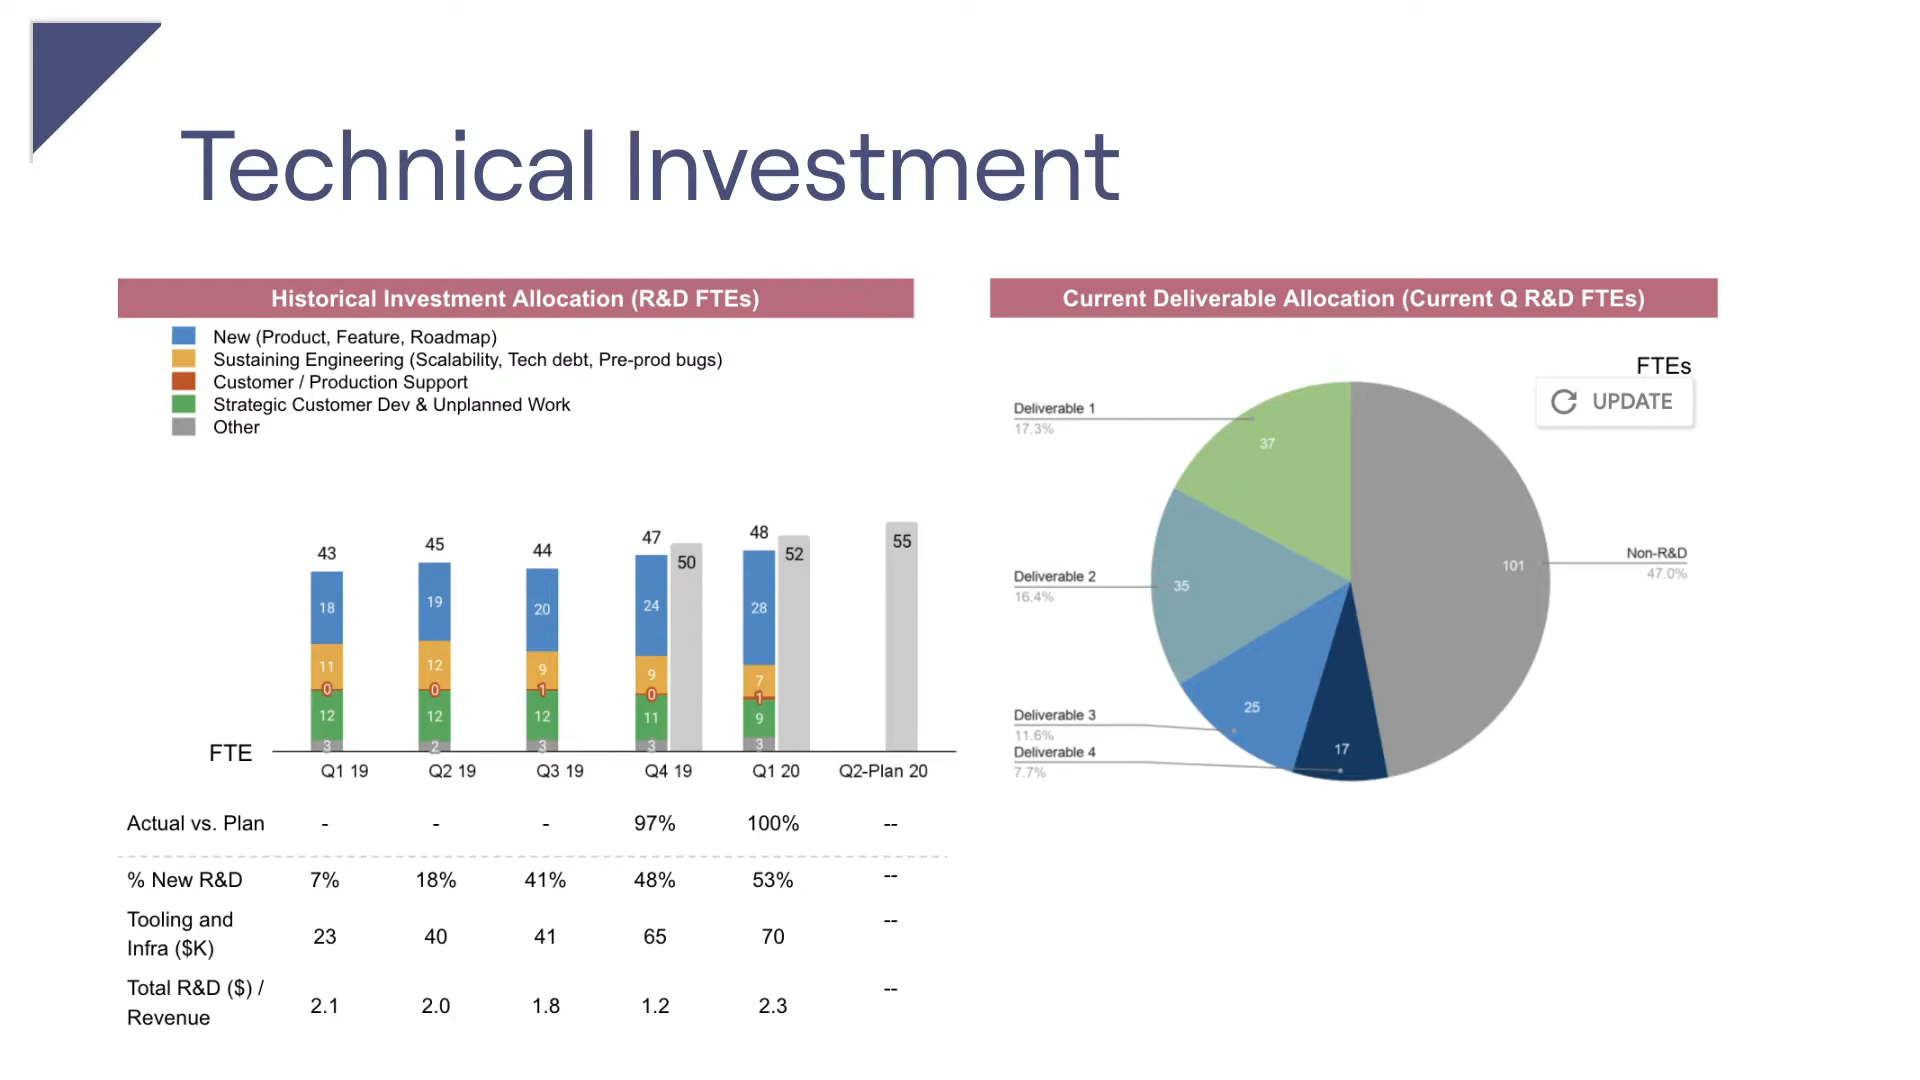 Technical Investment
Historical Investment Allocation (R&D FTEs)
New (Product, Feature, Roadmap)
Sustaining Engineering (Scalability, Tech debt, Pre-prod bugs)
Customer / Production Support
Strategic Customer Dev & Unplanned Work
Other
43 45 44 47 50 48 52 55
18 19 20 24 28
11 12 9 9 7
0 0 1 0 1
12 12 12 11 9
3 2 3 3 3
FTE
Q1 19 Q2 19 Q3 19 Q4 19 Q1 20 Q2-Plan 20
Actual vs. Plan - - - 97% 100% --
% New R&D 7% 18% 41% 48% 53% --
Tooling and
Infra ($K) 23 40 41 65 70 --
Total R&D ($) /
Revenue 2.1 2.0 1.8 1.2 2.3 --
Current Deliverable Allocation (Current Q R&D FTEs)
FTEs
UPDATE
Deliverable 1
17.3%
37
Deliverable 2
16.4%
35
Deliverable 3
11.6%
25
Deliverable 4
7.7%
17
Non-R&D
47.0%
101